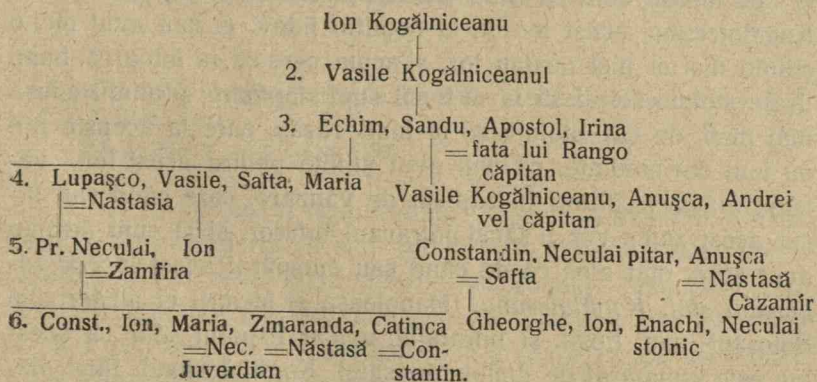 Ion Kogălniceanu
2. Vasile Kogălniceanul
3. Echim, Sandu, Apostol, Irina
=fata lui Rango
căpitan
4. Lupaşco, Vasile, Safta, Maria
=Nastasia
Vasile Kogălniceanu, Anuşca, Andrei
vel căpitan
5. Pr. Neculai, Ion
=Zamfira
Constandin, Neculai pitar, Anuşca
= Safta = Nastasă
Cazamir
6. Const., Ion, Maria, Zmaranda, Catinca
=Nec. =Năstasă =Con-
Juverdian stantin.
Gheorghe, Ion, Enachi, Neculai
stolnic